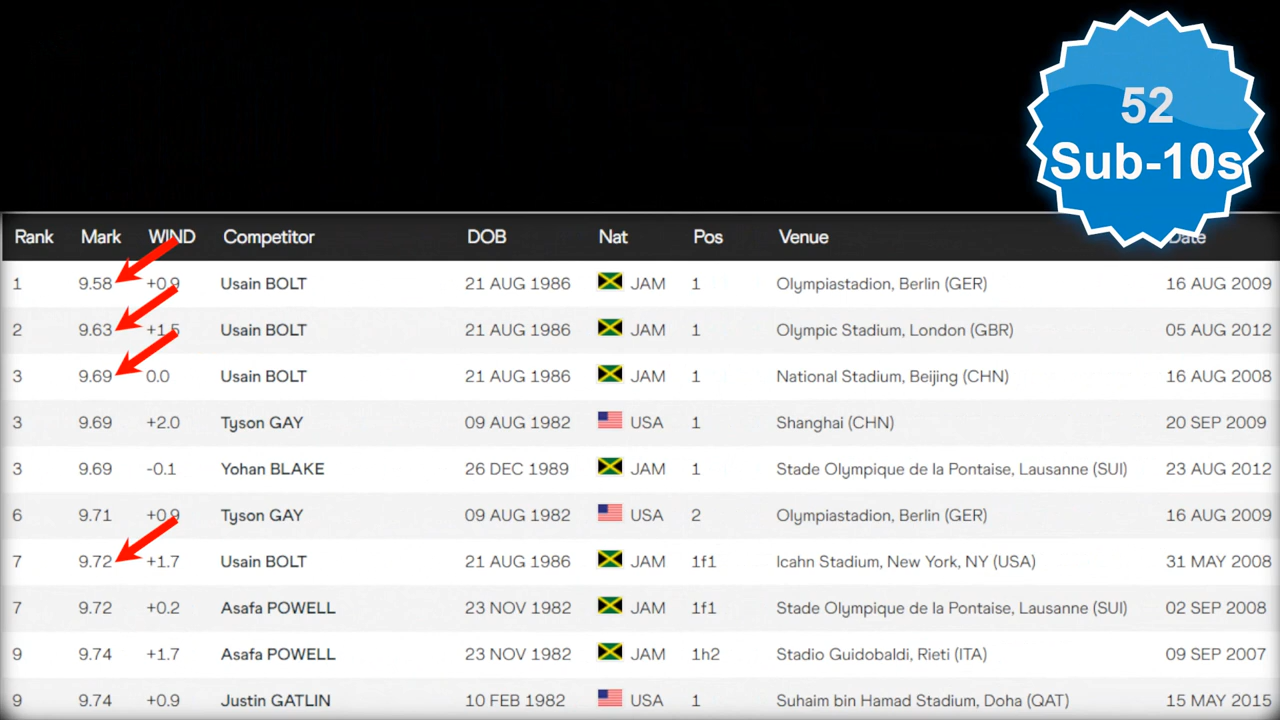 52
Sub-10s
Rank Mark WIND Competitor DOB Nat Pos Venue Date
1 9.58 +0.9 Usain BOLT 21 AUG 1986 JAM 1 Olympiastadion, Berlin (GER) 16 AUG 2009
2 9.63 +1.5 Usain BOLT 21 AUG 1986 JAM 1 Olympic Stadium, London (GBR) 05 AUG 2012
3 9.69 0.0 Usain BOLT 21 AUG 1986 JAM 1 National Stadium, Beijing (CHN) 16 AUG 2008
3 9.69 +2.0 Tyson GAY 09 AUG 1982 USA 1 Shanghai (CHN) 20 SEP 2009
3 9.69 -0.1 Yohan BLAKE 26 DEC 1989 JAM 1 Stade Olympique de la Pontaise, Lausanne (SUI) 23 AUG 2012
6 9.71 +0.9 Tyson GAY 09 AUG 1982 USA 2 Olympiastadion, Berlin (GER) 16 AUG 2009
7 9.72 +1.7 Usain BOLT 21 AUG 1986 JAM 1f1 Icahn Stadium, New York, NY (USA) 31 MAY 2008
7 9.72 +0.2 Asafa POWELL 23 NOV 1982 JAM 1f1 Stade Olympique de la Pontaise, Lausanne (SUI) 02 SEP 2008
9 9.74 +1.7 Asafa POWELL 23 NOV 1982 JAM 1h2 Stadio Guidobaldi, Rieti (ITA) 09 SEP 2007
9 9.74 +0.9 Justin GATLIN 10 FEB 1982 USA 1 Suhaim bin Hamad Stadium, Doha (QAT) 15 MAY 2015